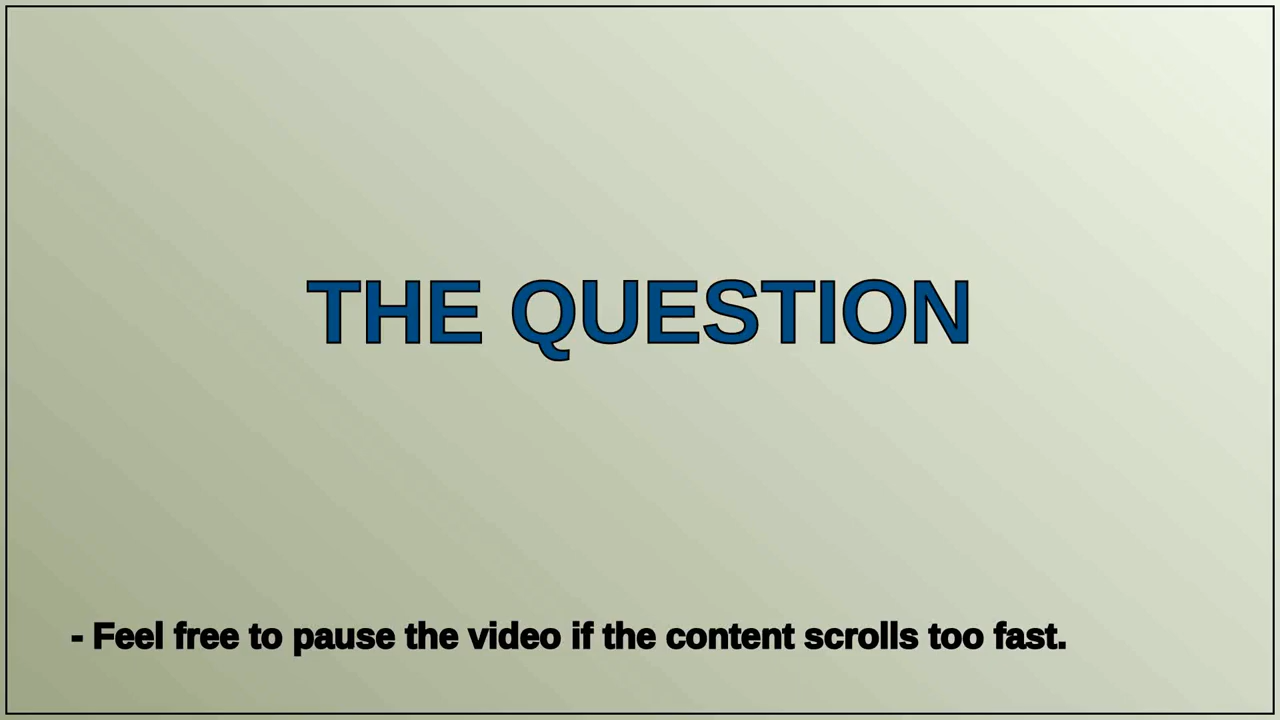 THE QUESTION
- Feel free to pause the video if the content scrolls too fast.